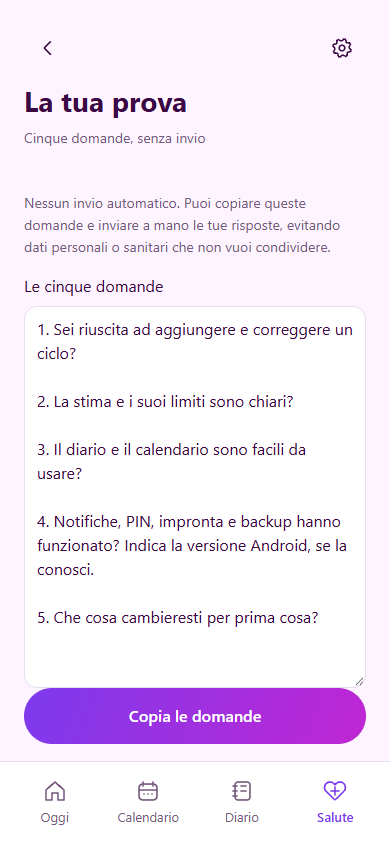 La tua prova
Cinque domande, senza invio
Nessun invio automatico. Puoi copiare queste
domande e inviare a mano le tue risposte, evitando
dati personali o sanitari che non vuoi condividere.
Le cinque domande
1. Sei riuscita ad aggiungere e correggere un
ciclo?
2. La stima e i suoi limiti sono chiari?
3. Il diario e il calendario sono facili da
usare?
4. Notifiche, PIN, impronta e backup hanno
funzionato? Indica la versione Android, se la
conosci.
5. Che cosa cambieresti per prima cosa?
Copia le domande
Oggi
Calendario
Diario
Salute